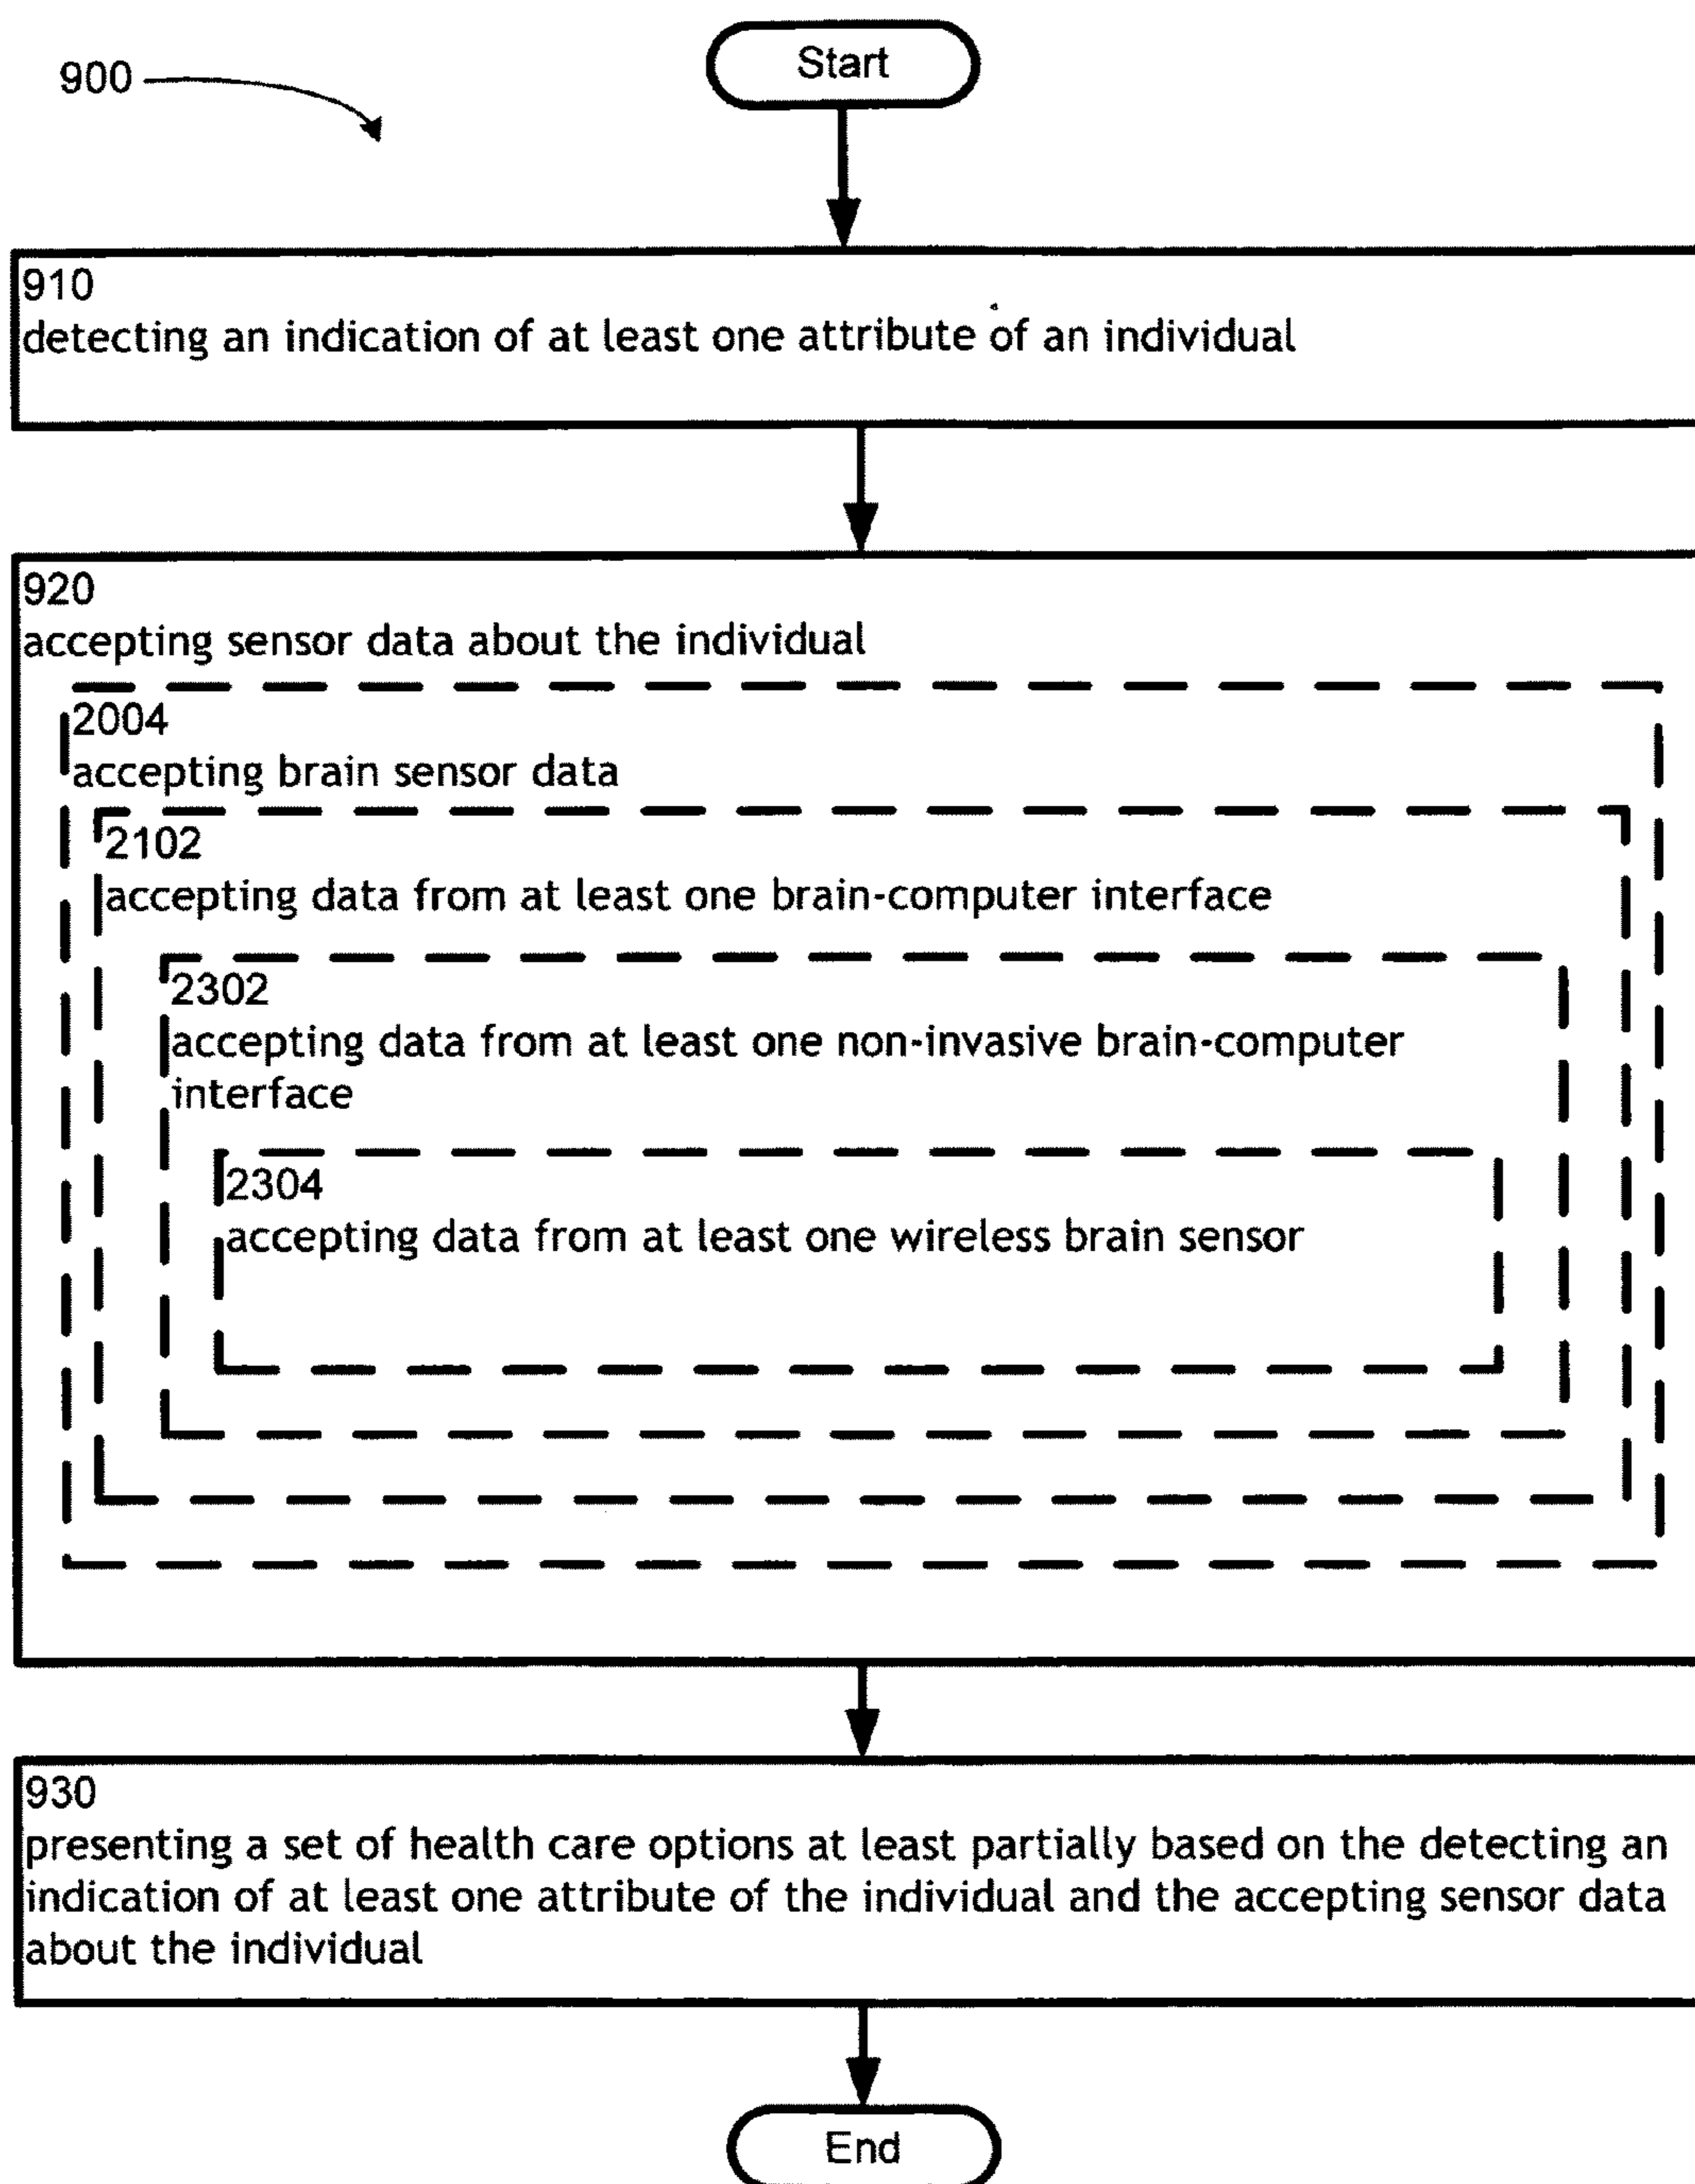 Start
900
910
detecting an indication of at least one attribute of an individual
920
accepting sensor data about the individual
2004
accepting brain sensor data
2102
accepting data from at least one brain-computer interface
2302
accepting data from at least one non-invasive brain-computer
interface
2304
accepting data from at least one wireless brain sensor
930
presenting a set of health care options at least partially based on the detecting an
indication of at least one attribute of the individual and the accepting sensor data
about the individual
End